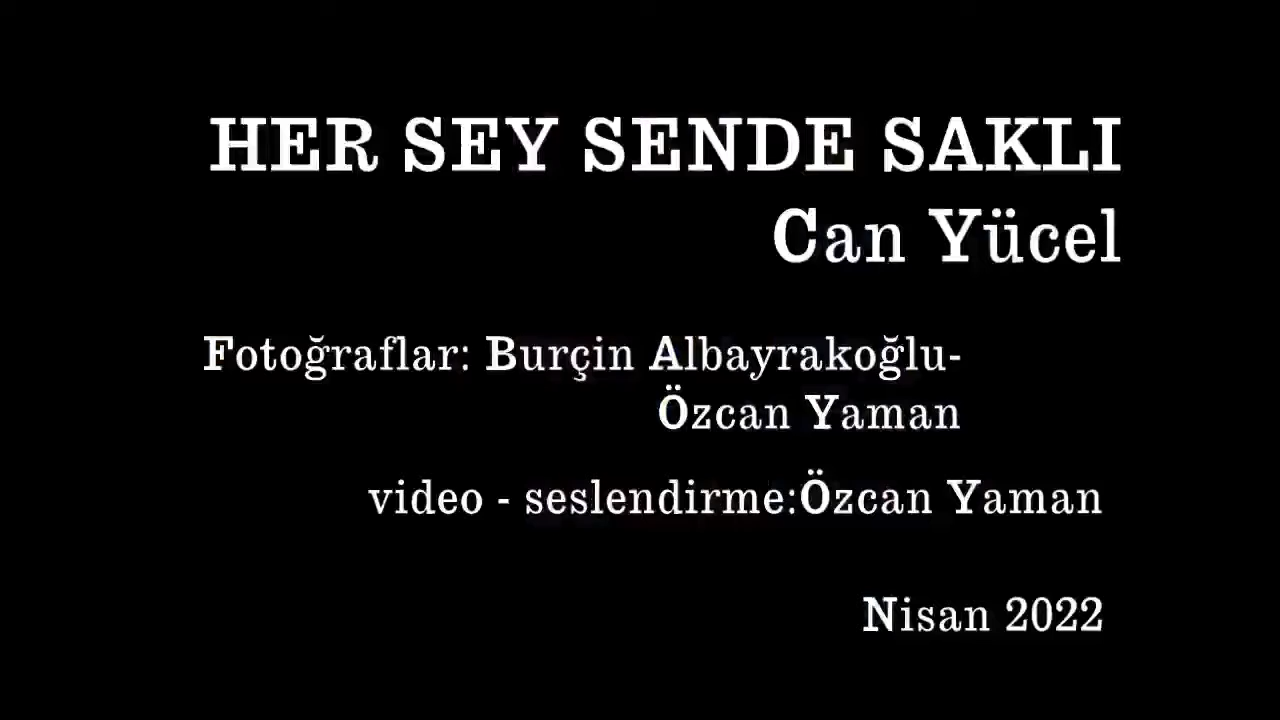 HER SEY SENDE SAKLI
Can Yücel
Fotoğraflar: Burçin Albayrakoğlu-
Özcan Yaman
video - seslendirme:Özcan Yaman
Nisan 2022